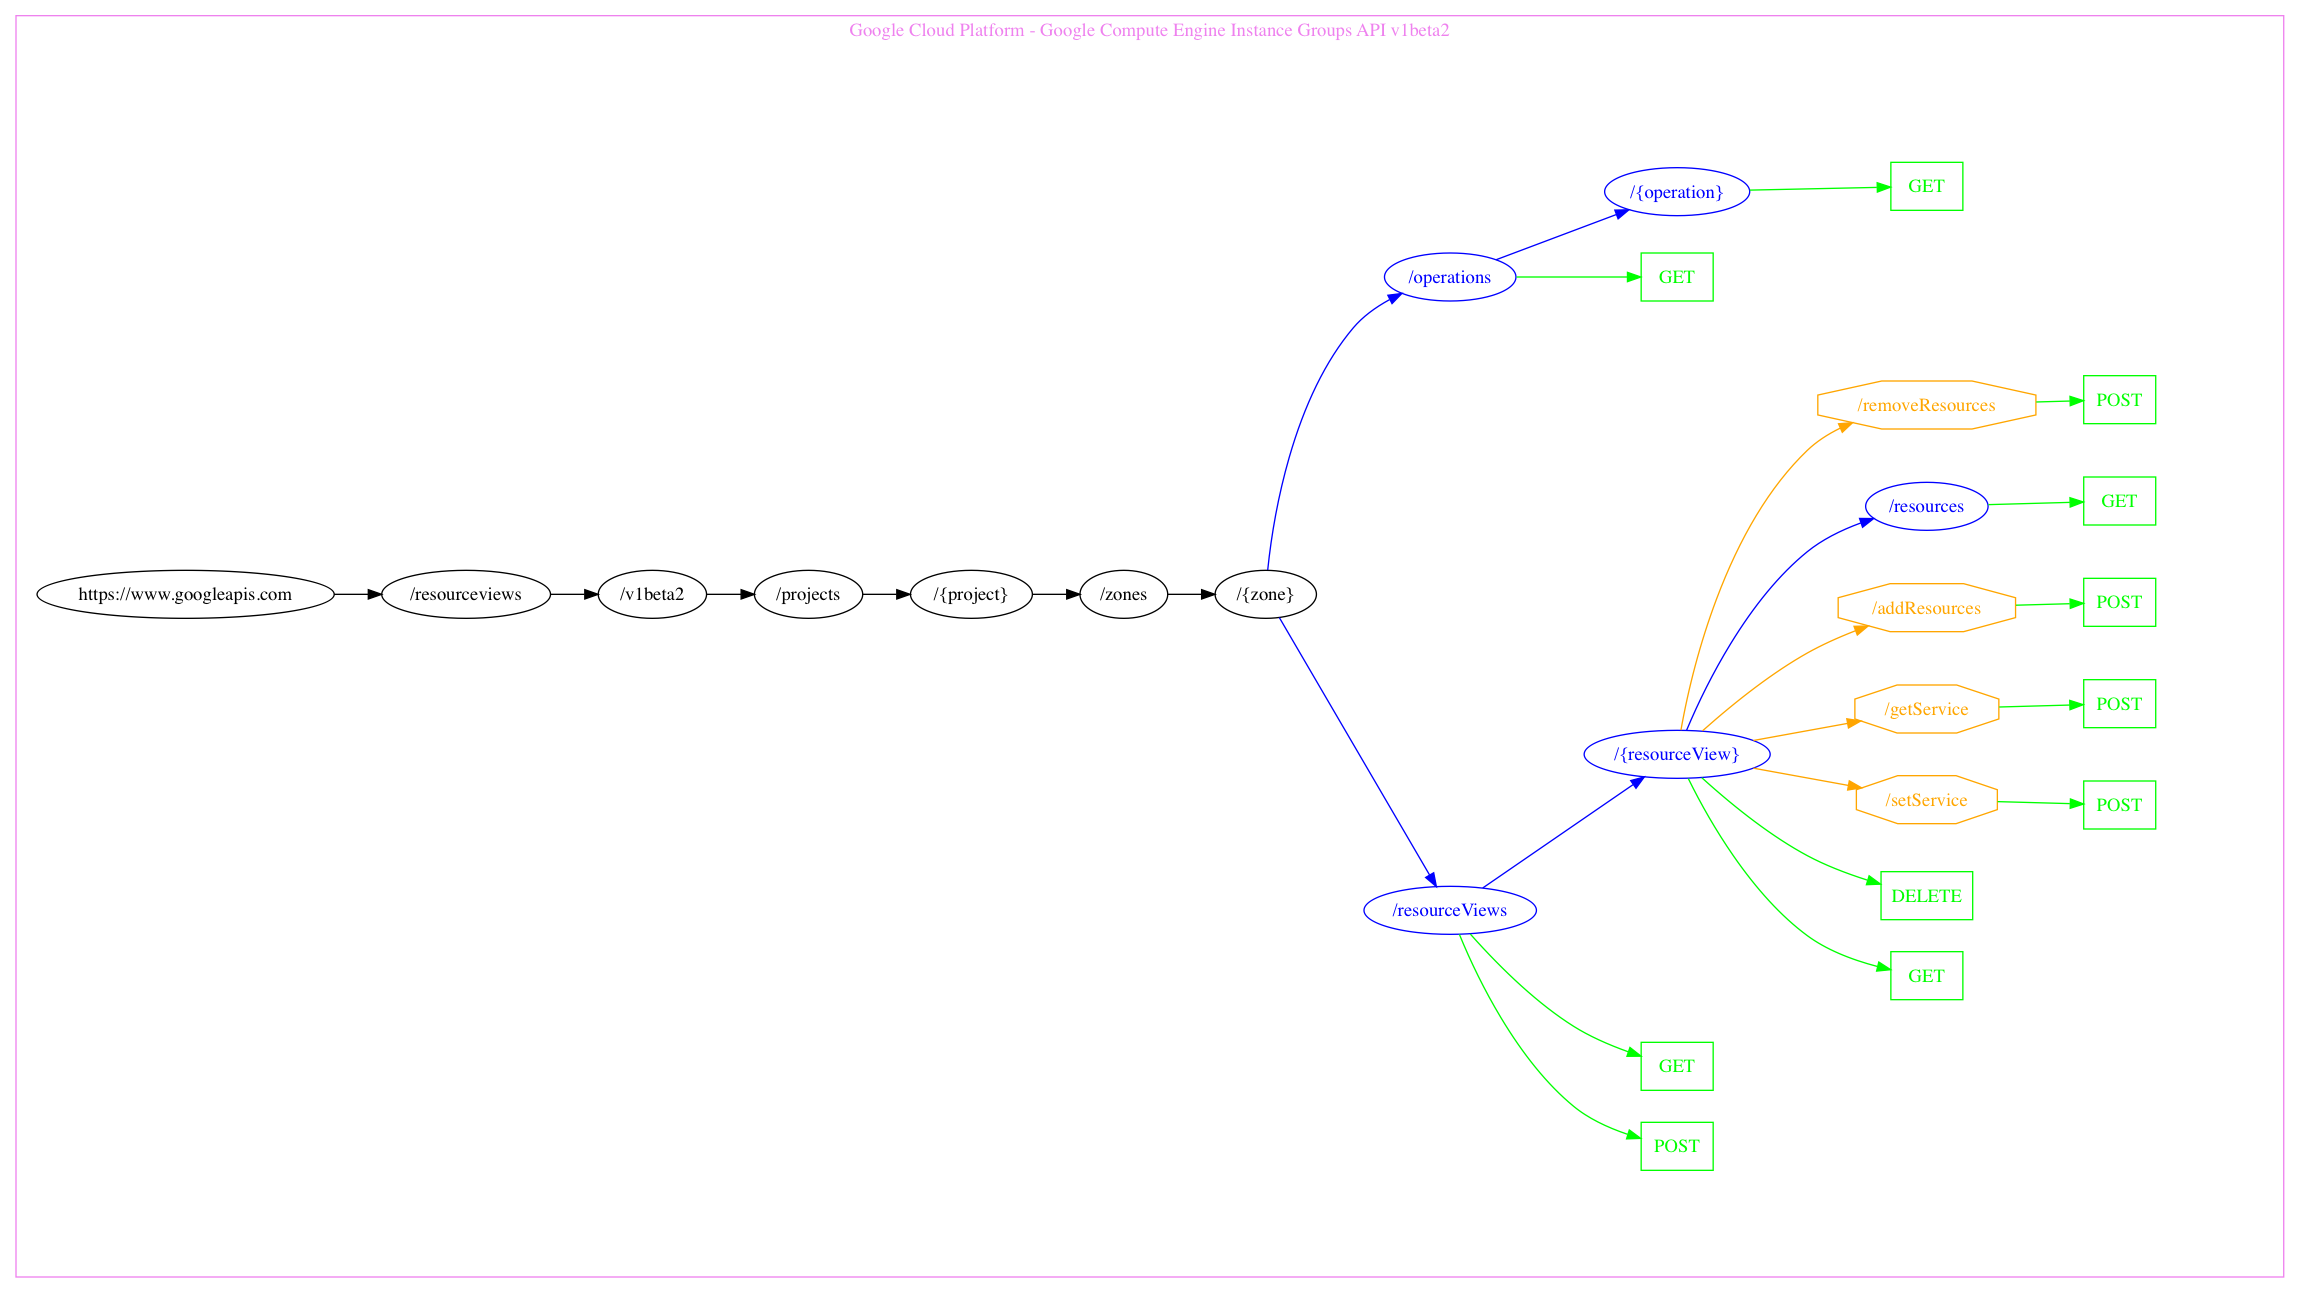 Google Cloud Platform - Google Compute Engine Instance Groups API v1beta2
/{operation}
GET
/operations
GET
/removeResources
POST
/resources
GET
https://www.googleapis.com
/resourceviews
/v1beta2
/projects
/{project}
/zones
/{zone}
/addResources
POST
/getService
POST
/{resourceView}
/setService
POST
DELETE
/resourceViews
GET
GET
POST